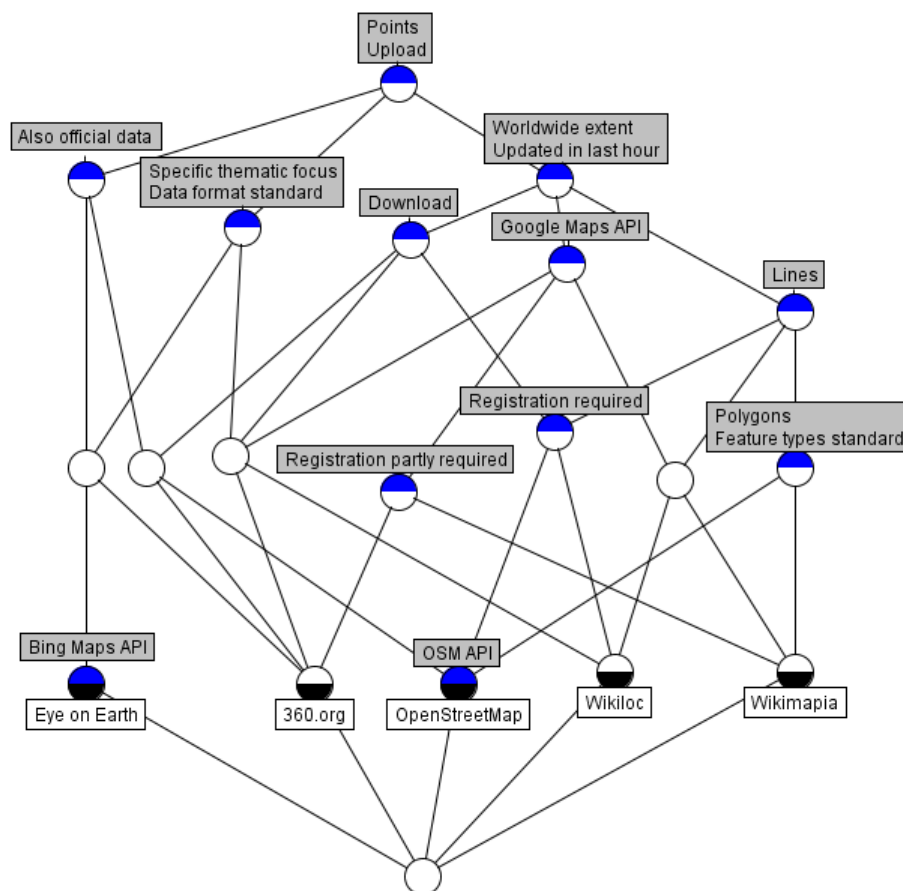 Points
Upload
Also official data
Worldwide extent
Updated in last hour
Specific thematic focus
Data format standard
Download
Google Maps API
Lines
Registration required
Polygons
Feature types standard
Registration partly required
Bing Maps API
OSM API
Eye on Earth
360.org
OpenStreetMap
Wikiloc
Wikimapia